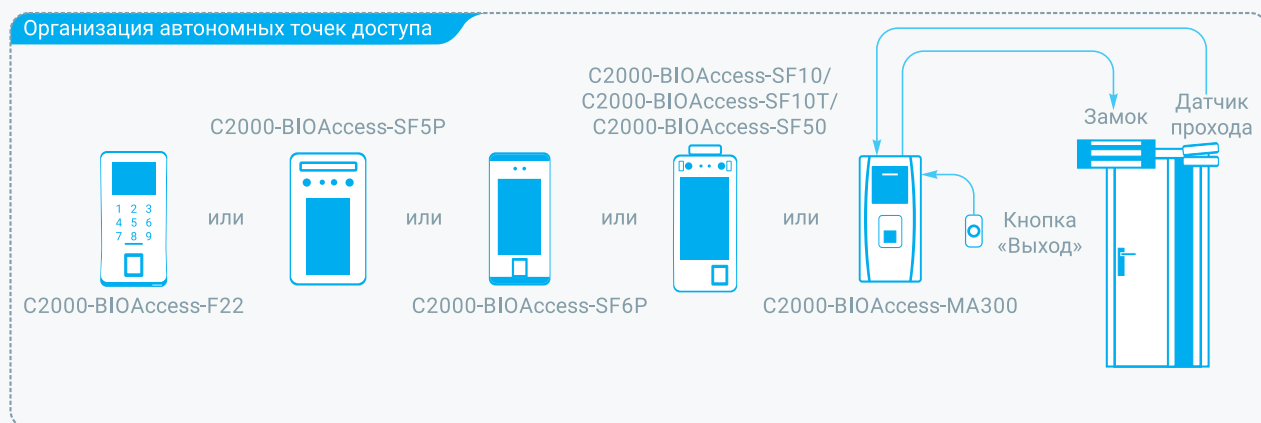 Организация автономных точек доступа
C2000-BIOAccess-SF10/
C2000-BIOAccess-SF10T/
C2000-BIOAccess-SF50
C2000-BIOAccess-SF5P
Замок
Датчик
прохода
1 2 3
4 5 6
7 8 9
или
или
или
или
Кнопка
«Выход»
C2000-BIOAccess-F22
C2000-BIOAccess-SF6P
C2000-BIOAccess-MA300